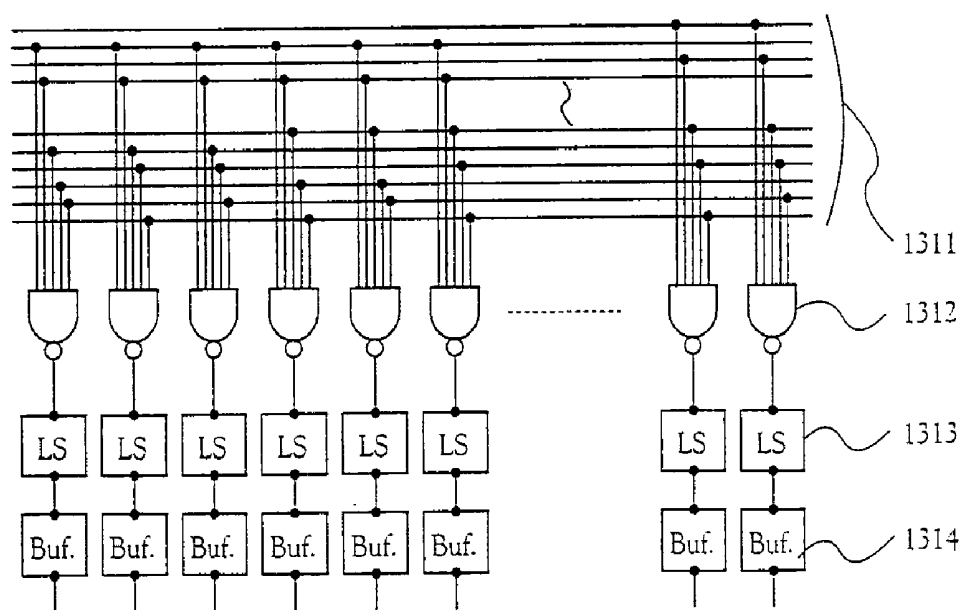 1311
1312
LS LS LS LS LS LS LS LS 1313
Buf. Buf. Buf. Buf. Buf. Buf. Buf. Buf. 1314